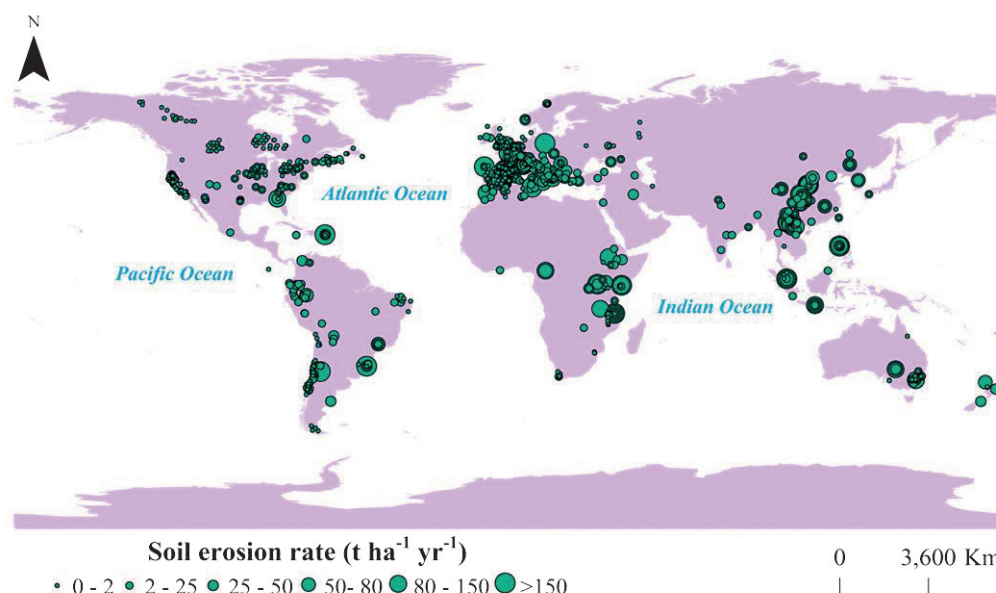 N
Atlantic Ocean
Pacific Ocean
Indian Ocean
Soil erosion rate (t ha⁻¹ yr⁻¹)
0 - 2 2 - 25 25 - 50 50- 80 80 - 150 >150
0 3,600 Km